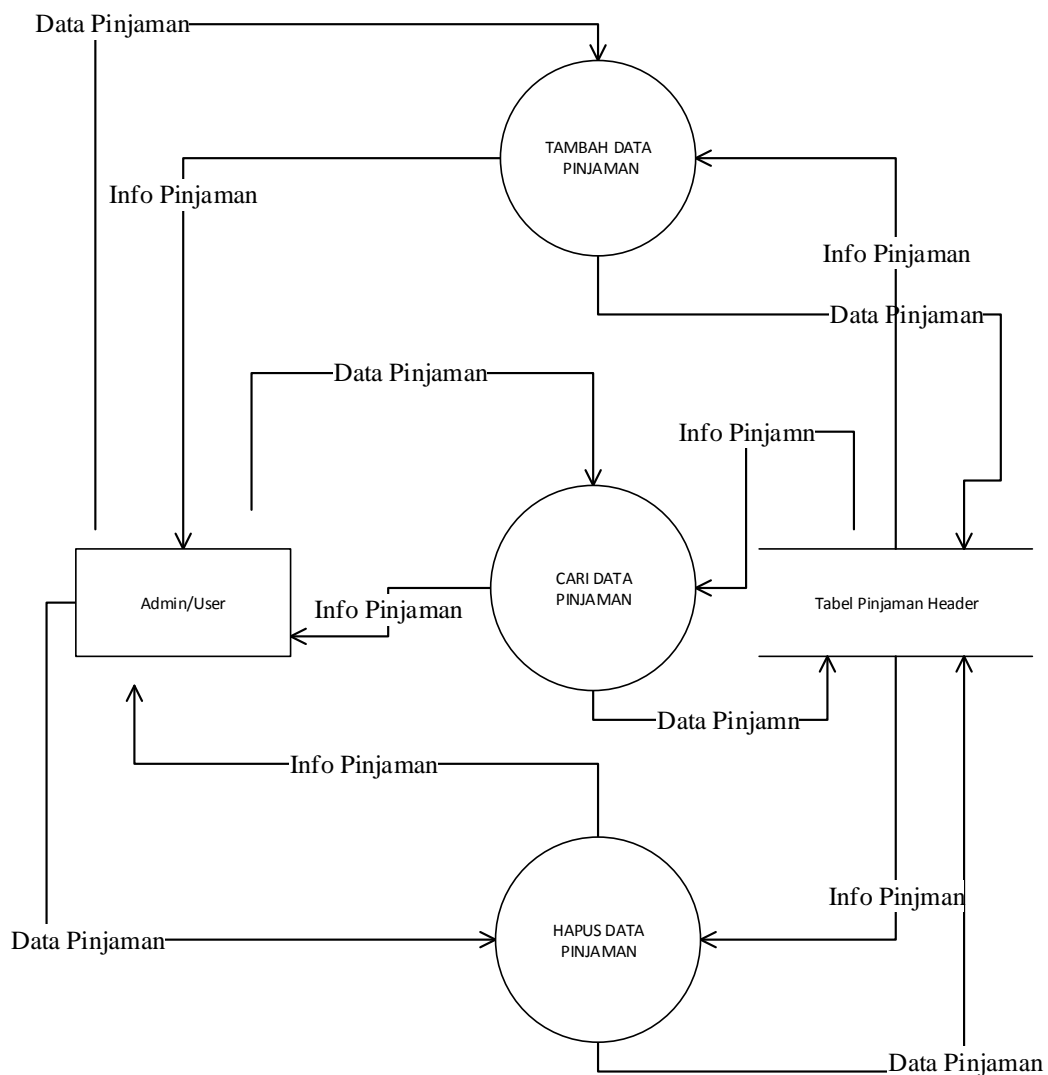 Data Pinjaman
TAMBAH DATA
PINJAMAN
Info Pinjaman
Info Pinjaman
Data Pinjaman
Data Pinjaman
Info Pinjamn
CARI DATA
PINJAMAN
Admin/User
Info Pinjaman
Tabel Pinjaman Header
Data Pinjamn
Info Pinjaman
Info Pinjman
HAPUS DATA
PINJAMAN
Data Pinjaman
Data Pinjaman